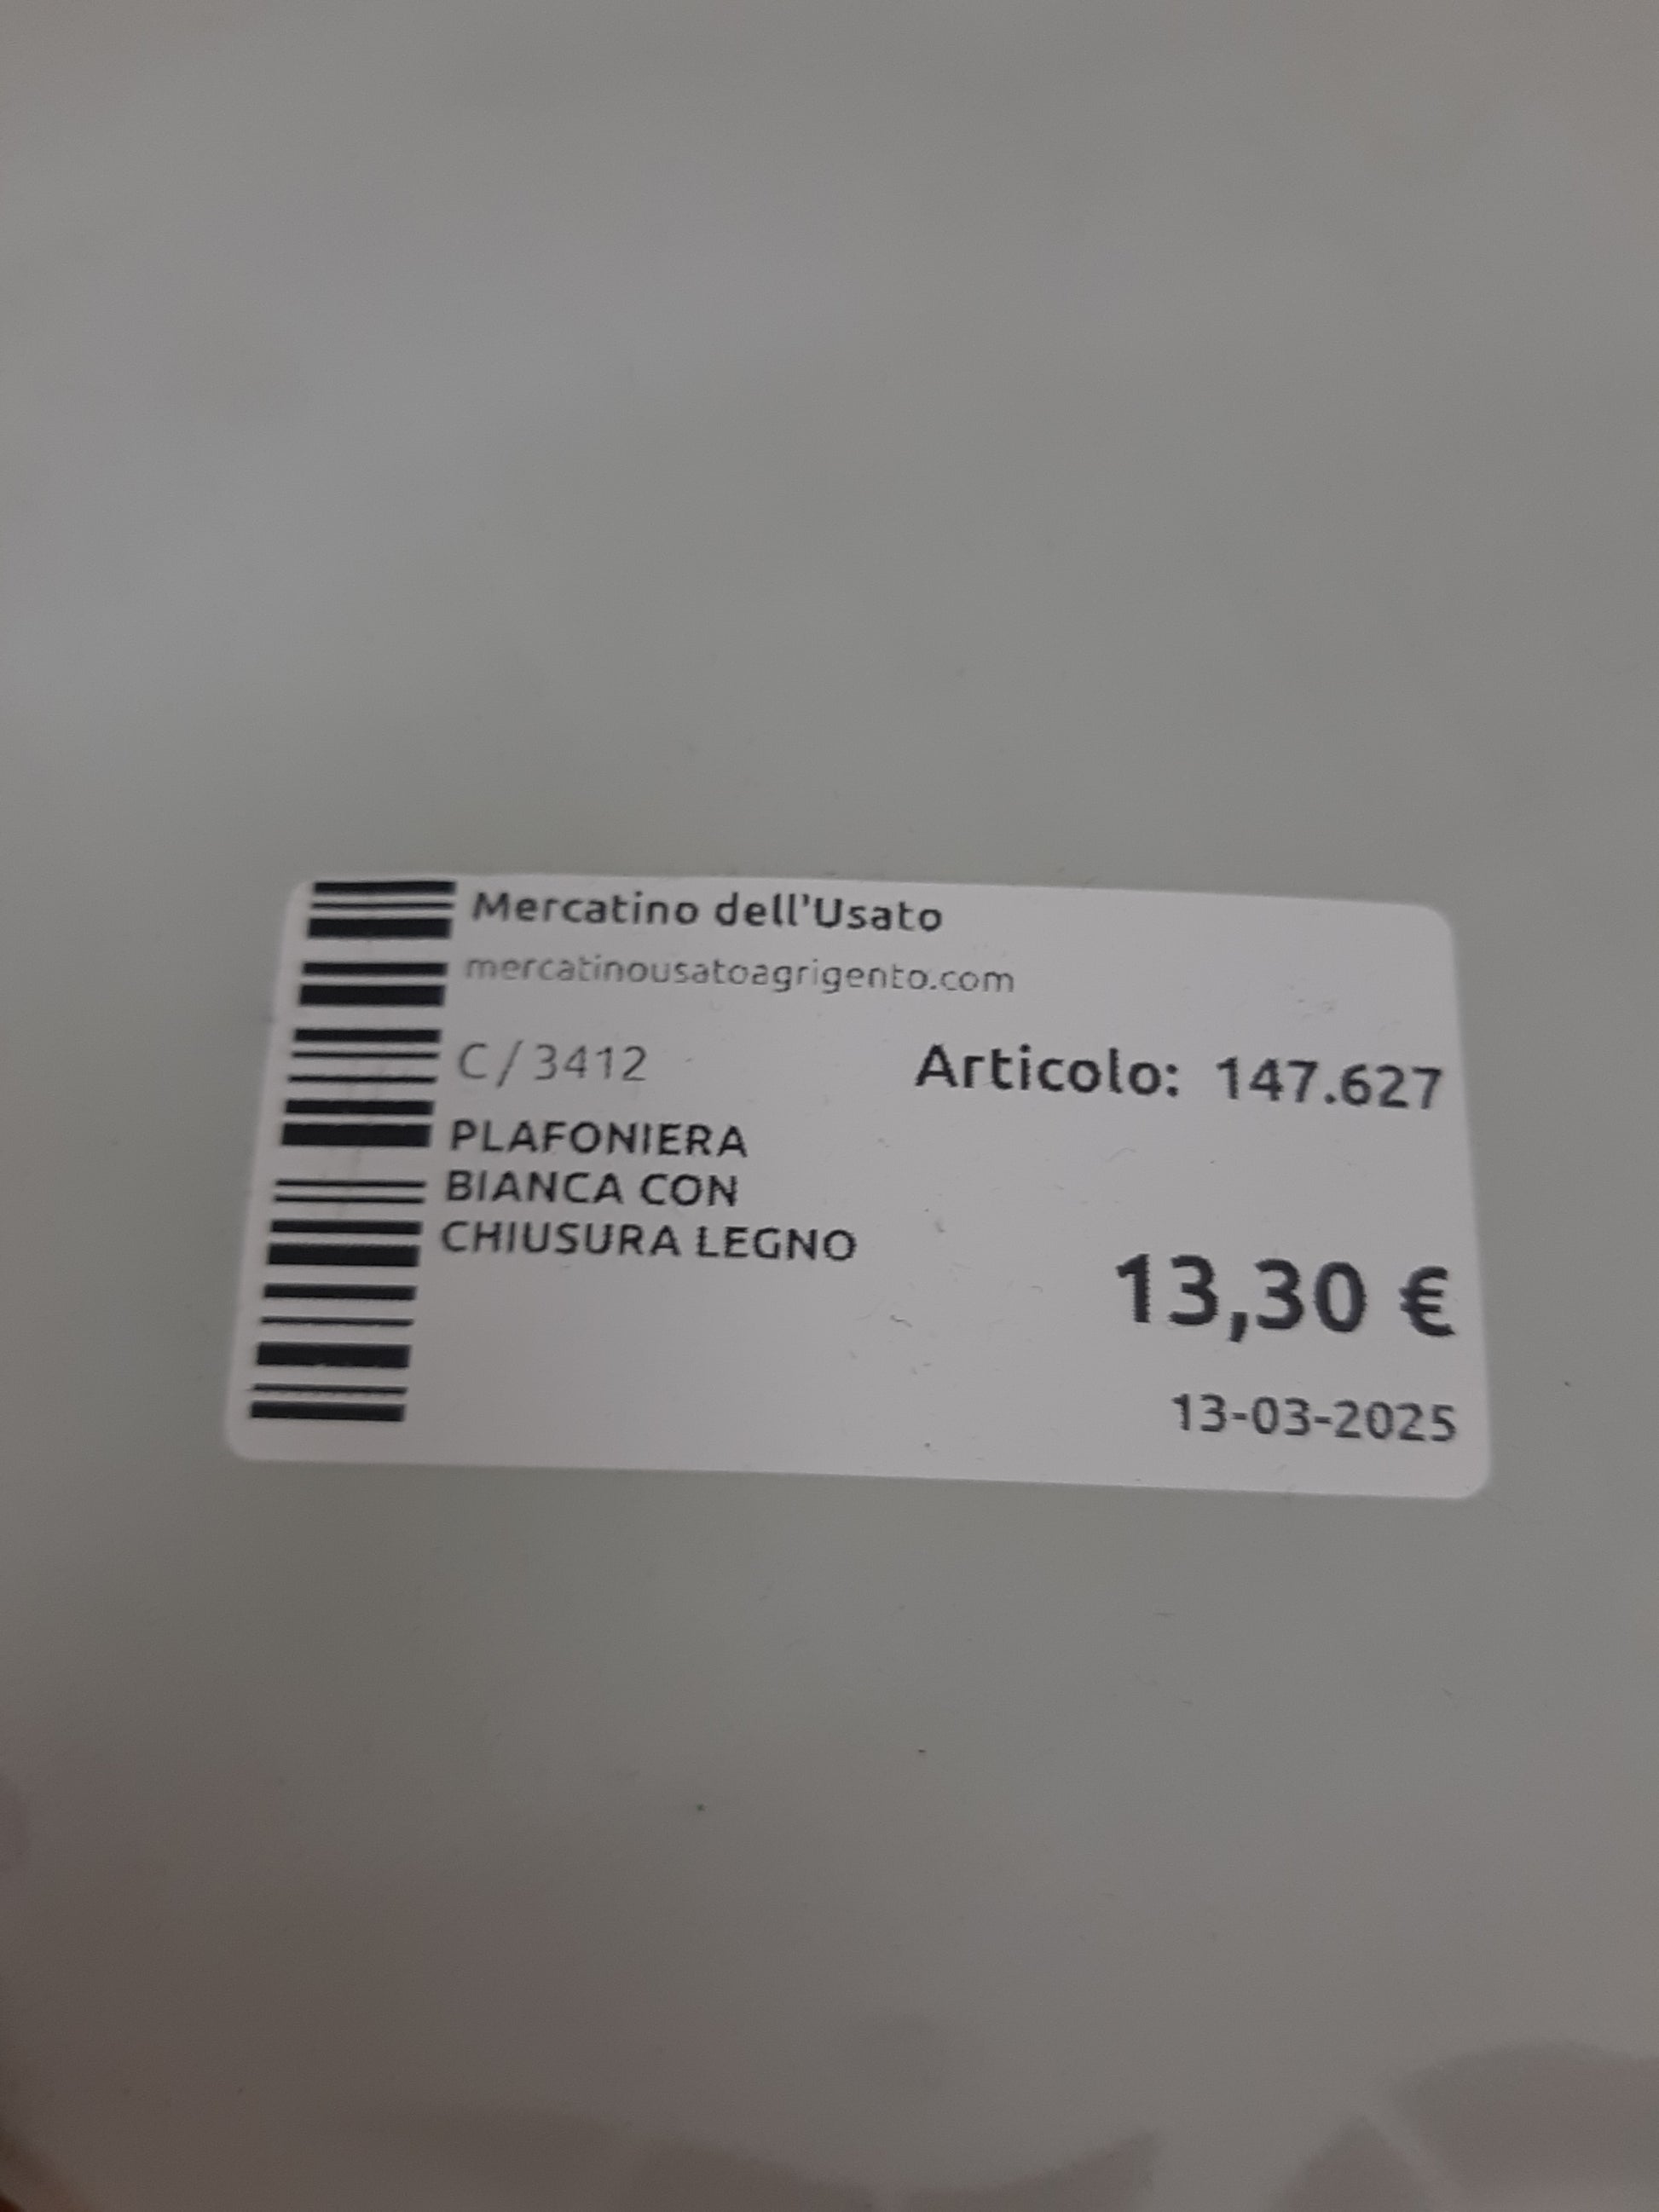 Mercatino dell'Usato
mercatinousatoagrigento.com
C/3412 Articolo: 147.627
PLAFONIERA
BIANCA CON
CHIUSURA LEGNO
13,30 €
13-03-2025